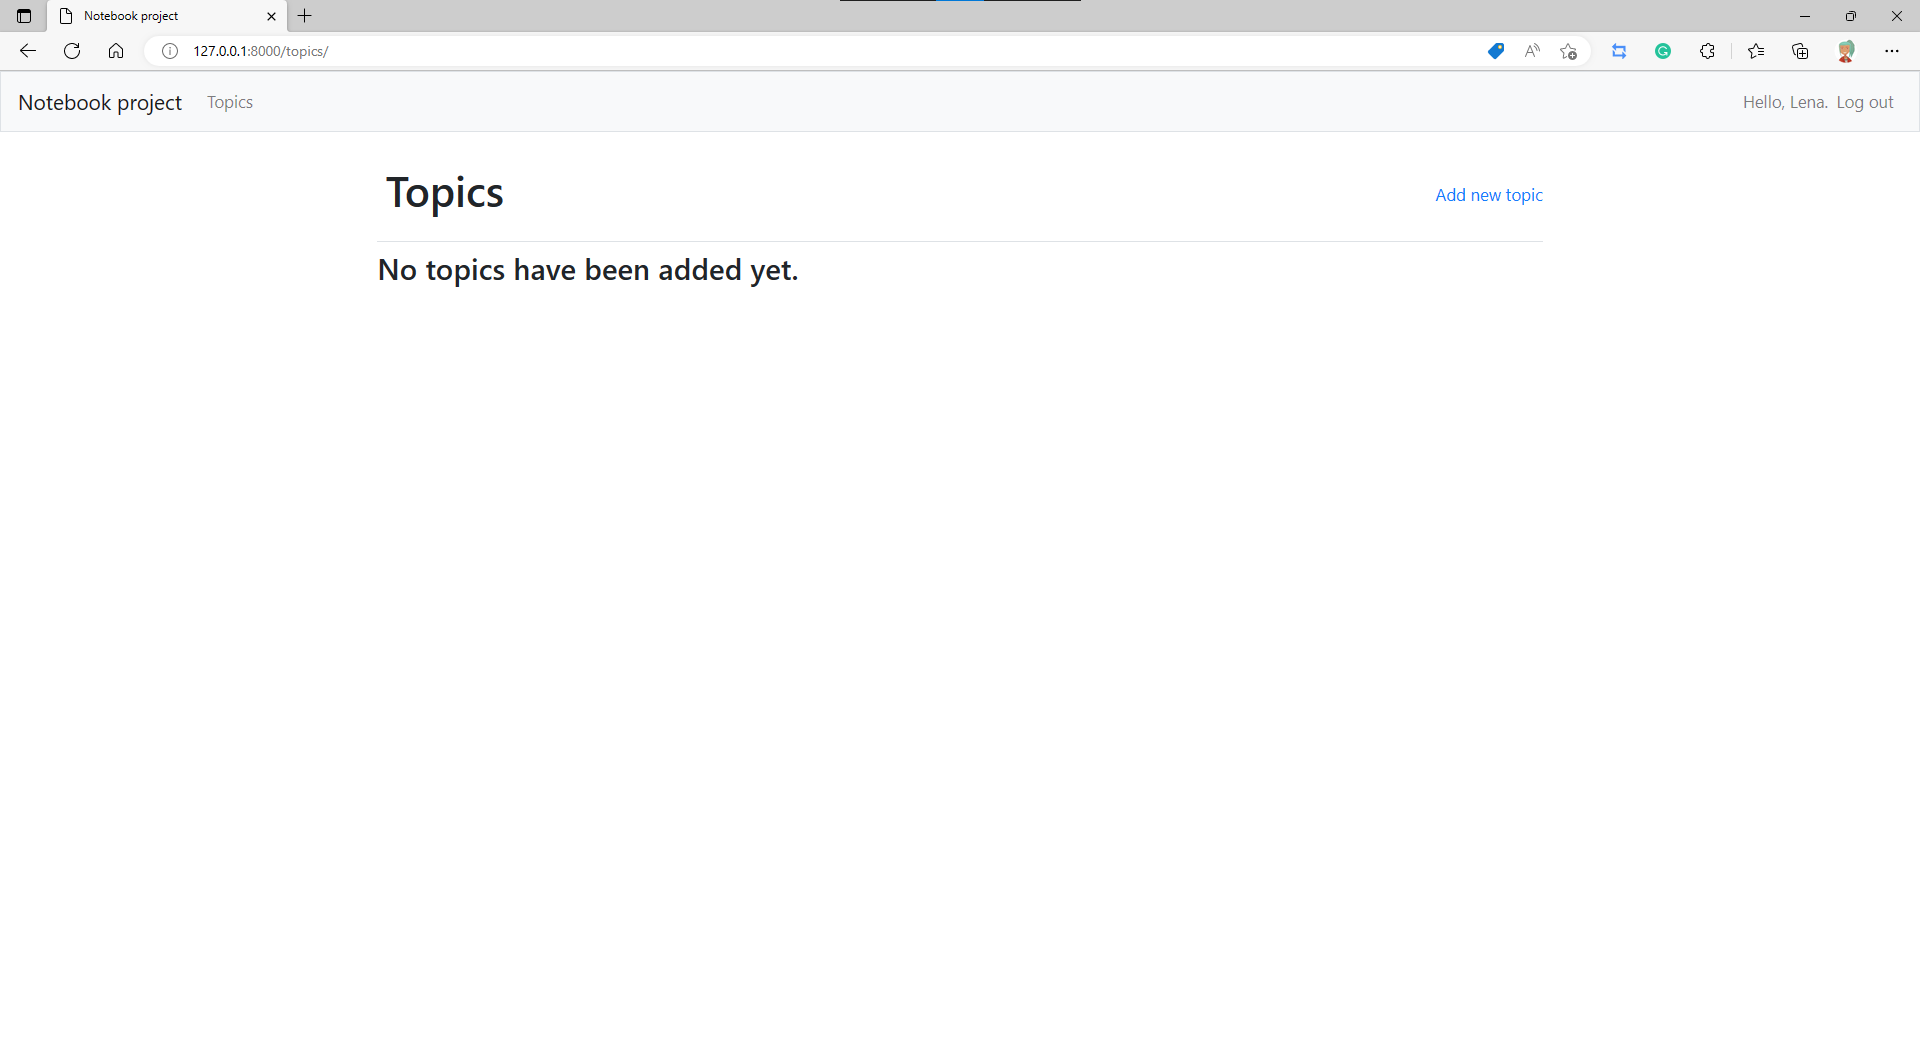 Notebook project
127.0.0.1:8000/topics/
Notebook project Topics Hello, Lena. Log out
Topics Add new topic
No topics have been added yet.